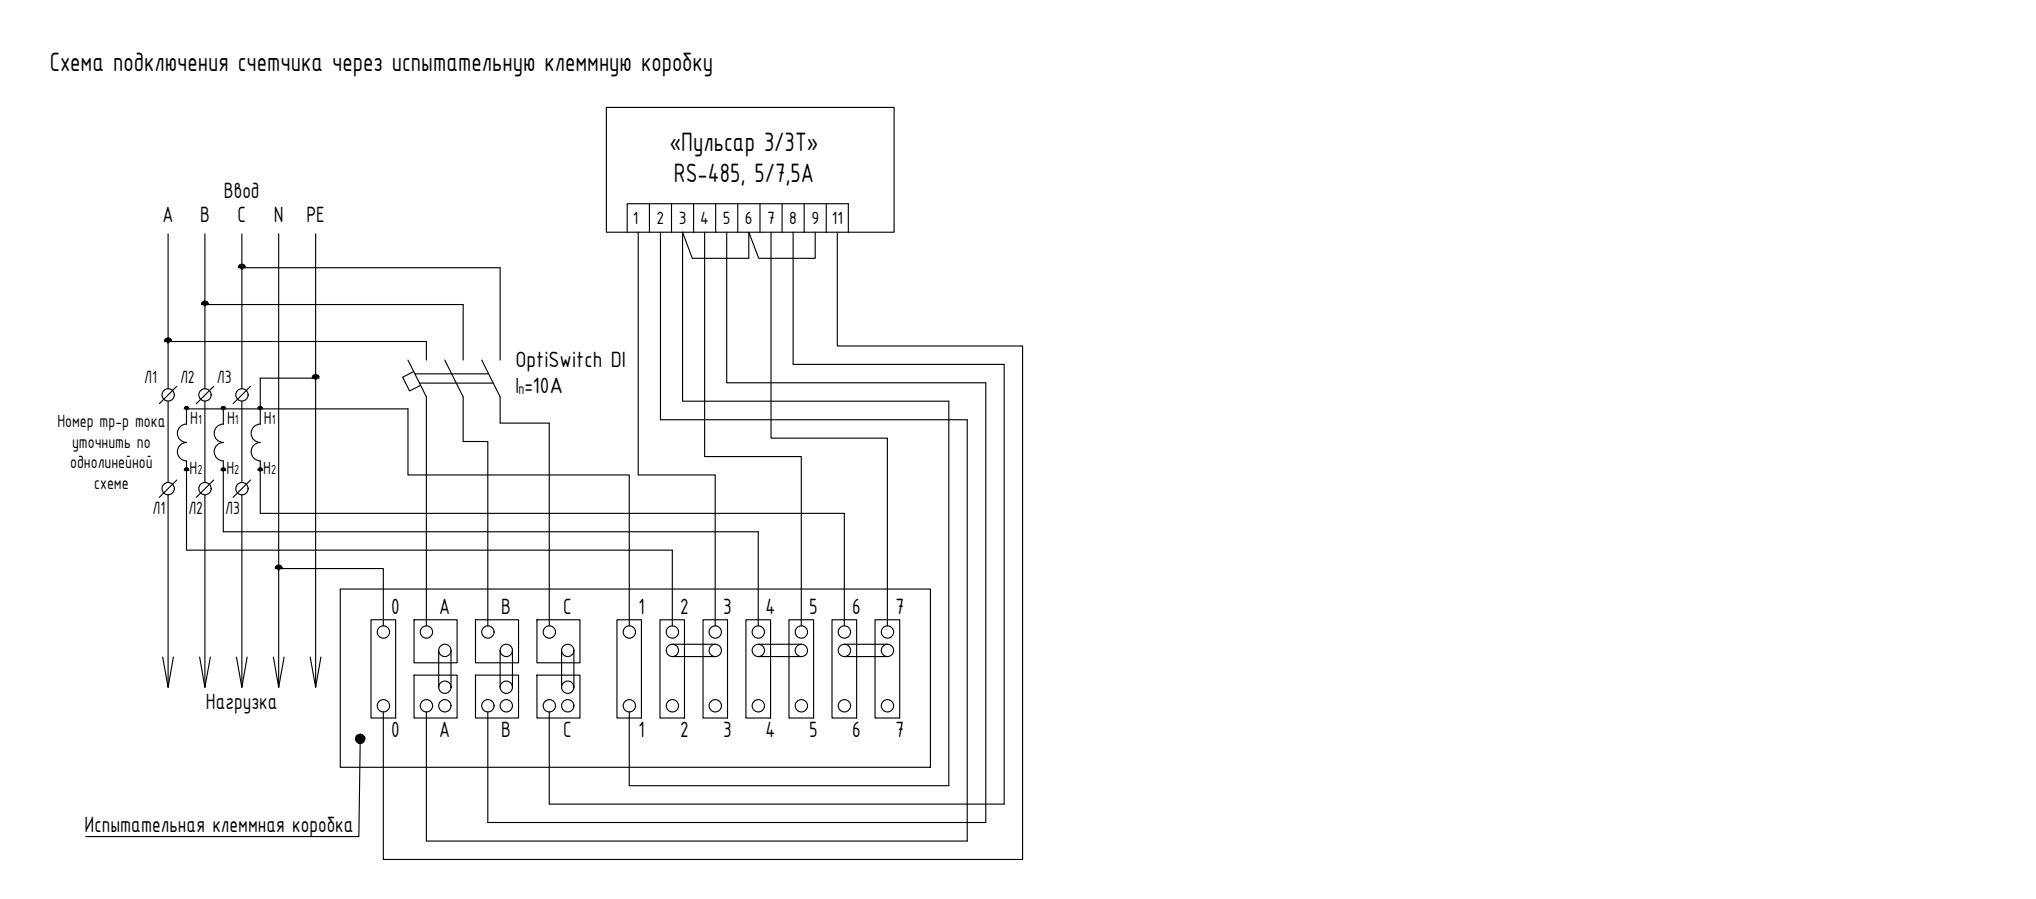 Схема подключения счетчика через испытательную клеммную коробку
«Пульсар 3/3Т»
RS-485, 5/7,5А
1 2 3 4 5 6 7 8 9 11
Ввод
A B C N PE
OptiSwitch DI
Iн=10А
Л1 Л2 Л3
Н1 Н1 Н1
Номер тр-р тока
уточнить по
однолинейной
схеме
Н2 Н2 Н2
Л1 Л2 Л3
0 A B C 1 2 3 4 5 6 7
Нагрузка
0 A B C 1 2 3 4 5 6 7
Испытательная клеммная коробка